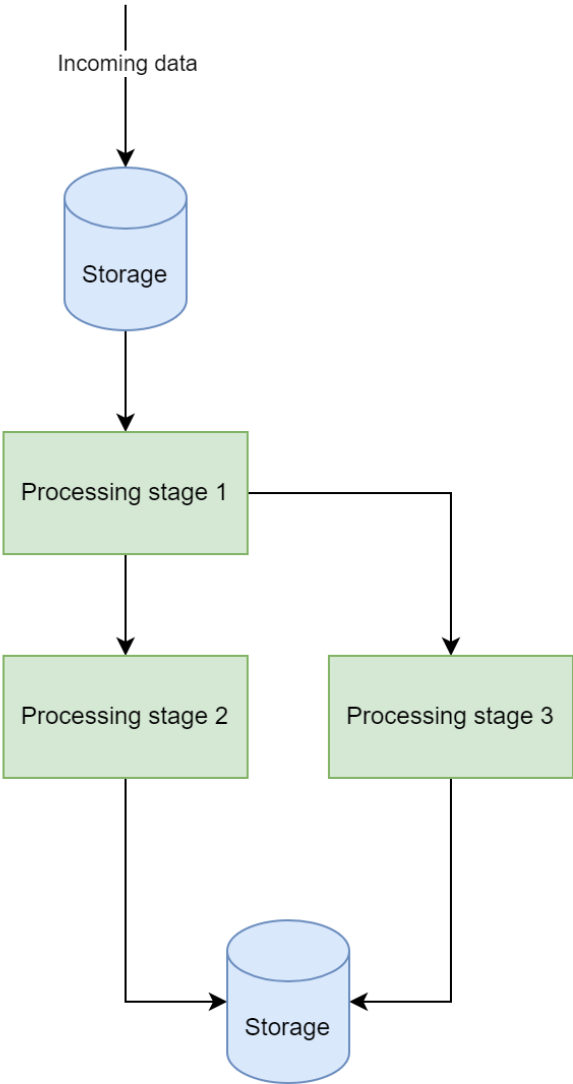 Incoming data
Storage
Processing stage 1
Processing stage 2
Processing stage 3
Storage